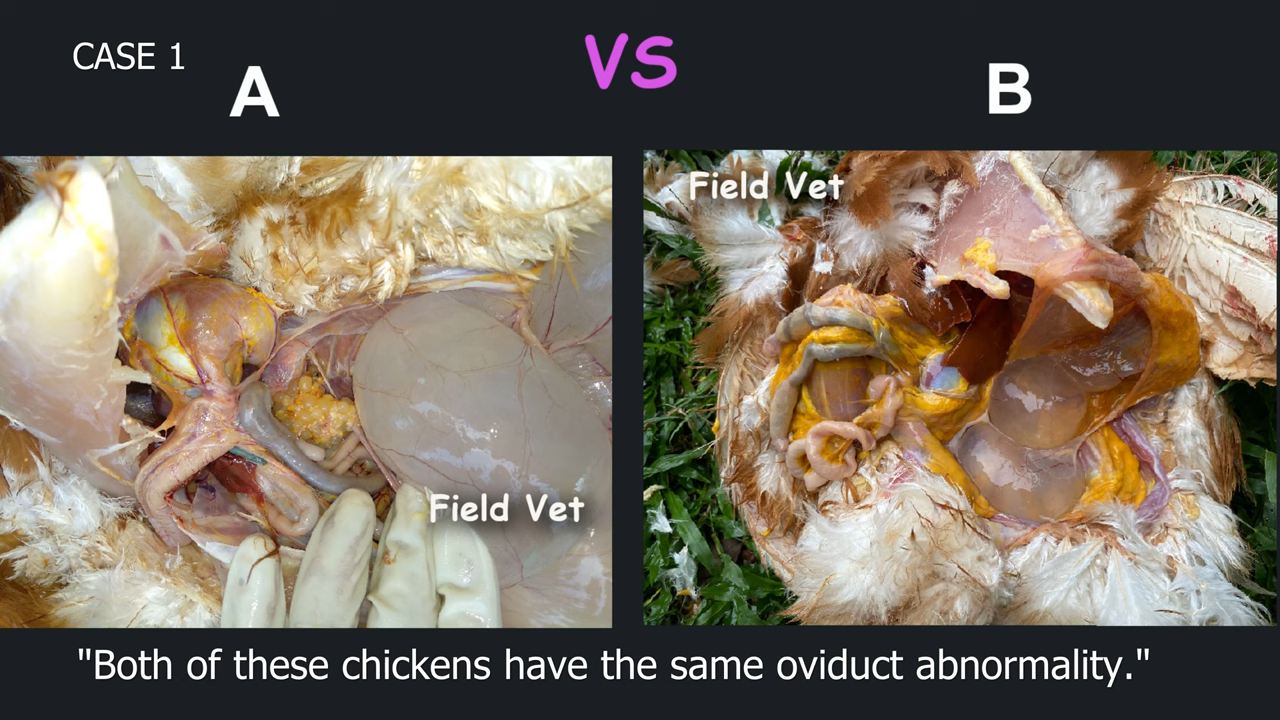 CASE 1
A
VS
B
Field Vet
Field Vet
"Both of these chickens have the same oviduct abnormality."